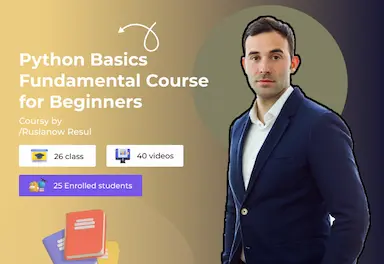 Python Basics
Fundamental Course
for Beginners
Coursy by
/Ruslanow Resul
26 class
40 videos
25 Enrolled students